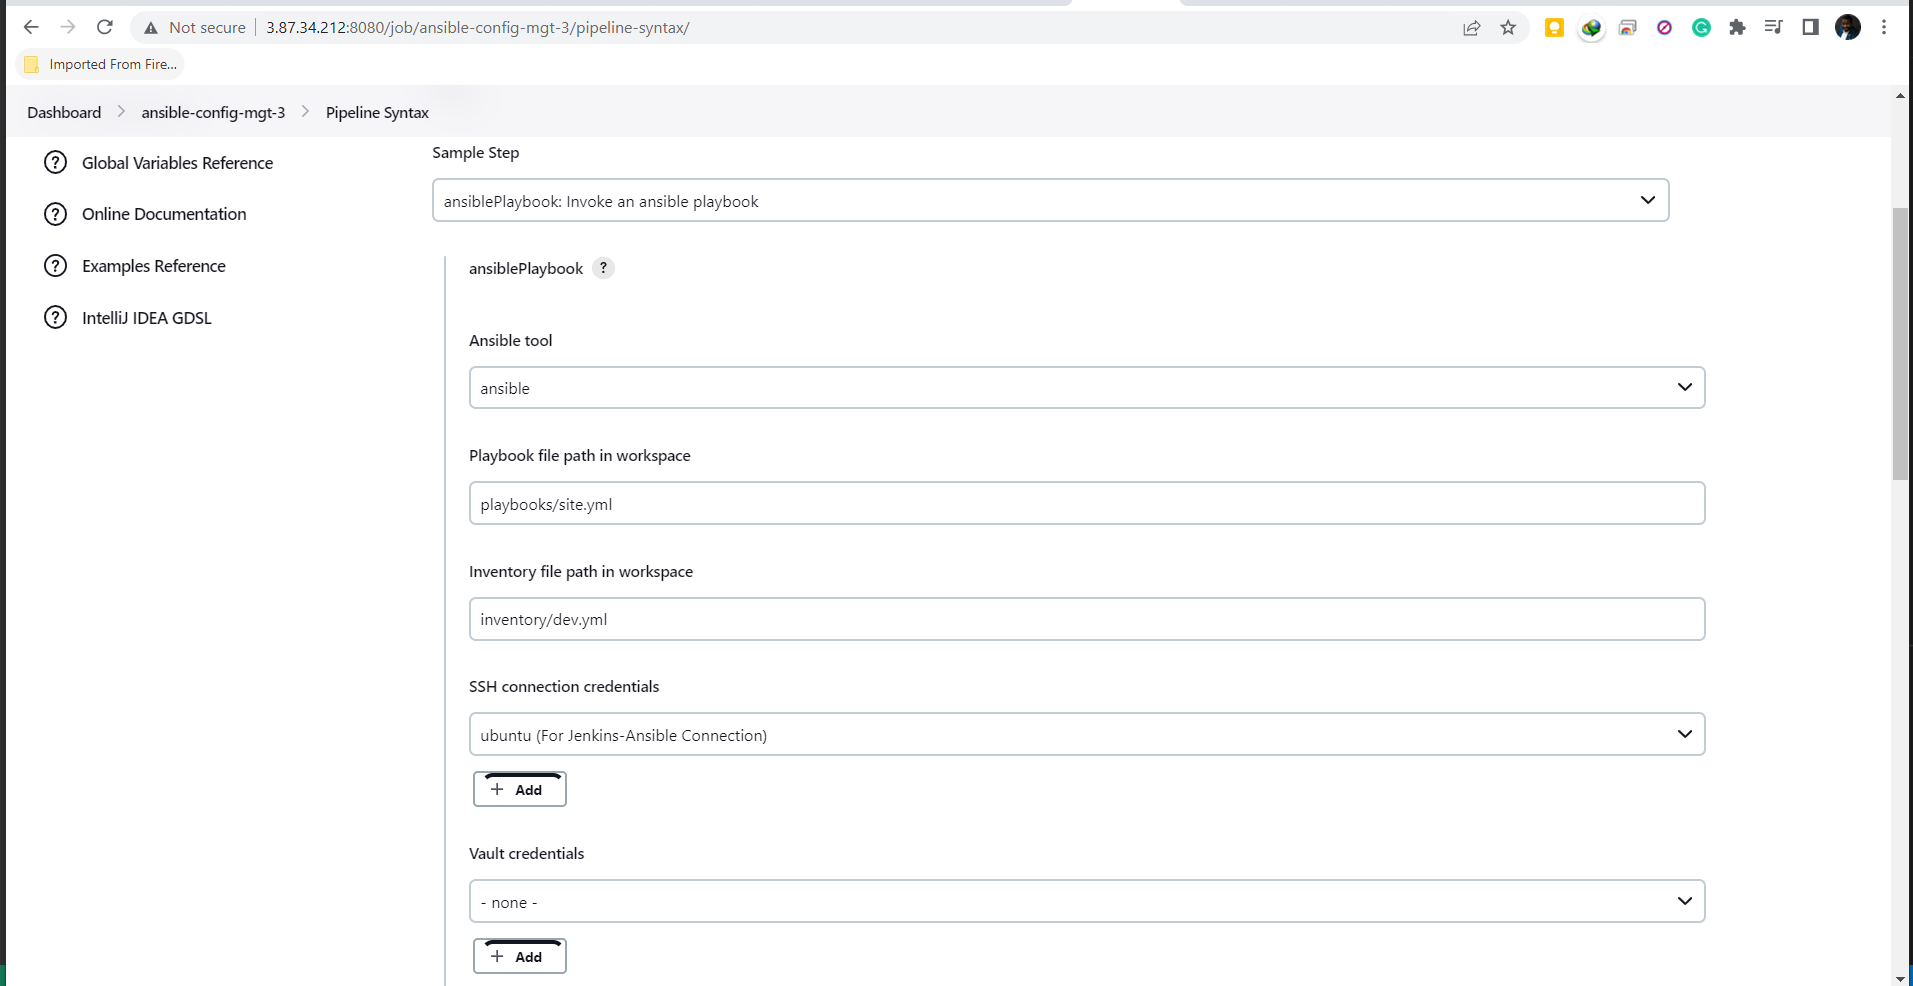 Not secure
3.87.34.212:8080/job/ansible-config-mgt-3/pipeline-syntax/
Imported From Fire...
Dashboard
ansible-config-mgt-3
Pipeline Syntax
Global Variables Reference
Online Documentation
Examples Reference
IntelliJ IDEA GDSL
Sample Step
ansiblePlaybook: Invoke an ansible playbook
ansiblePlaybook ?
Ansible tool
ansible
Playbook file path in workspace
playbooks/site.yml
Inventory file path in workspace
inventory/dev.yml
SSH connection credentials
ubuntu (For Jenkins-Ansible Connection)
+ Add
Vault credentials
- none -
+ Add